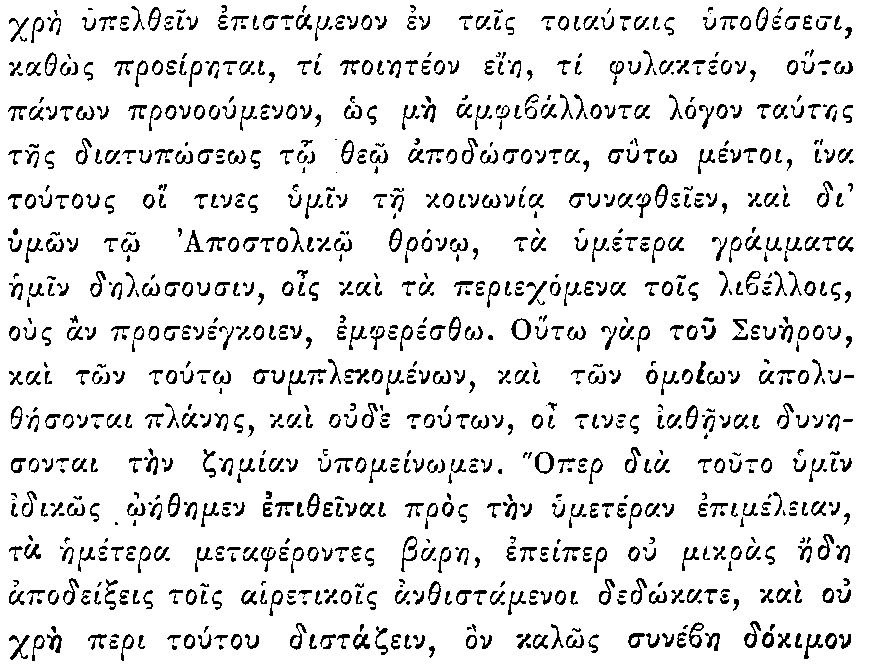 χρὴ ὑπελθεῖν ἐπιστάμενον ἐν ταῖς τοιαύταις ὑποθέσεσι,
καθὼς προείρηται, τί ποιητέον εἴη, τί φυλακτέον, οὕτω
πάντων προνοούμενον, ὡς μὴ ἀμφιβάλλοντα λόγον ταύτης
τῆς διατυπώσεως τῷ θεῷ ἀποδώσοντα, οὕτω μέντοι, ἵνα
τούτους οἵ τινες ὑμῖν τῇ κοινωνίᾳ συναφθεῖεν, καὶ δι’
ὑμῶν τῷ Ἀποστολικῷ θρόνῳ, τὰ ὑμέτερα γράμματα
ἡμῖν δηλώσουσιν, οἷς καὶ τὰ περιεχόμενα τοῖς λιβέλλοις,
οὓς ἂν προσενέγκοιεν, ἐμφερέσθω. Οὕτω γὰρ τοῦ Σευήρου,
καὶ τῶν τούτῳ συμπλεκομένων, καὶ τῶν ὁμοίων ἀπολυ-
θήσονται πλάνης, καὶ οὐδὲ τούτων, οἵ τινες ἰαθῆναι δυνή-
σονται τὴν ζημίαν ὑπομείνωμεν. Ὅπερ διὰ τοῦτο ὑμῖν
ἰδικῶς ᾠήθημεν ἐπιθεῖναι πρὸς τὴν ὑμετέραν ἐπιμέλειαν,
τὰ ἡμέτερα μεταφέροντες βάρη, ἐπείπερ οὐ μικρὰς ἤδη
ἀποδείξεις τοῖς αἱρετικοῖς ἀνθιστάμενοι δεδώκατε, καὶ οὐ
χρὴ περι τούτου διστάζειν, ὃν καλῶς συνέβη δόκιμον